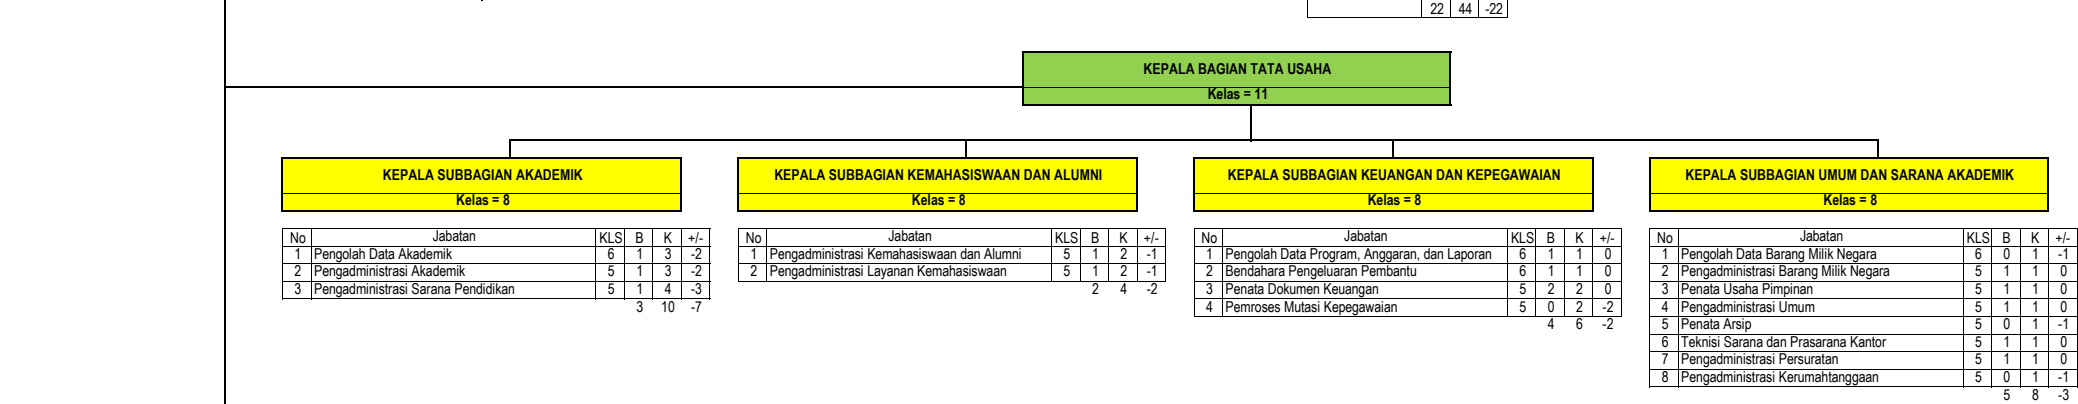 22 44 -22
KEPALA BAGIAN TATA USAHA
Kelas = 11
KEPALA SUBBAGIAN AKADEMIK
Kelas = 8
No Jabatan KLS B K +/-
1 Pengolah Data Akademik 6 1 3 -2
2 Pengadministrasi Akademik 5 1 3 -2
3 Pengadministrasi Sarana Pendidikan 5 1 4 -3
3 10 -7
KEPALA SUBBAGIAN KEMAHASISWAAN DAN ALUMNI
Kelas = 8
No Jabatan KLS B K +/-
1 Pengadministrasi Kemahasiswaan dan Alumni 5 1 2 -1
2 Pengadministrasi Layanan Kemahasiswaan 5 1 2 -1
2 4 -2
KEPALA SUBBAGIAN KEUANGAN DAN KEPEGAWAIAN
Kelas = 8
No Jabatan KLS B K +/-
1 Pengolah Data Program, Anggaran, dan Laporan 6 1 1 0
2 Bendahara Pengeluaran Pembantu 6 1 1 0
3 Penata Dokumen Keuangan 5 2 2 0
4 Pemroses Mutasi Kepegawaian 5 0 2 -2
4 6 -2
KEPALA SUBBAGIAN UMUM DAN SARANA AKADEMIK
Kelas = 8
No Jabatan KLS B K +/-
1 Pengolah Data Barang Milik Negara 6 0 1 -1
2 Pengadministrasi Barang Milik Negara 5 1 1 0
3 Penata Usaha Pimpinan 5 1 1 0
4 Pengadministrasi Umum 5 1 1 0
5 Penata Arsip 5 0 1 -1
6 Teknisi Sarana dan Prasarana Kantor 5 1 1 0
7 Pengadministrasi Persuratan 5 1 1 0
8 Pengadministrasi Kerumahtanggaan 5 0 1 -1
5 8 -3